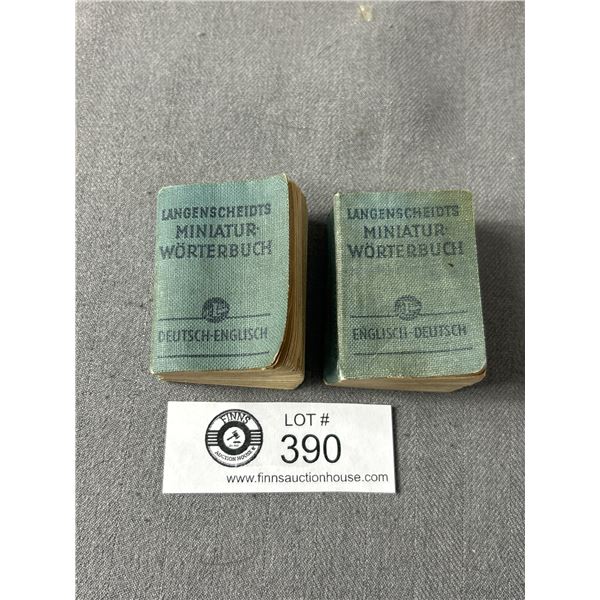 LANGENSCHEIDTS
MINIATUR-
WÖRTERBUCH
DEUTSCH-ENGLISCH
LANGENSCHEIDTS
MINIATUR-
WÖRTERBUCH
ENGLISCH-DEUTSCH
FINNS
AUCTION HOUSE
LOT #
390
www.finnsauctionhouse.com